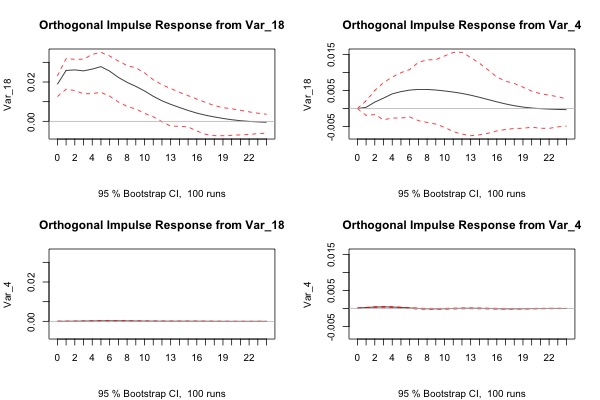 Orthogonal Impulse Response from Var_18
Var_18
0.02
0.00
0 2 4 6 8 10 13 16 19 22
95 % Bootstrap CI, 100 runs
Orthogonal Impulse Response from Var_4
Var_18
0.015
0.005
-0.005
0 2 4 6 8 10 13 16 19 22
95 % Bootstrap CI, 100 runs
Orthogonal Impulse Response from Var_18
Var_4
0.02
0.00
0 2 4 6 8 10 13 16 19 22
95 % Bootstrap CI, 100 runs
Orthogonal Impulse Response from Var_4
Var_4
0.015
0.005
-0.005
0 2 4 6 8 10 13 16 19 22
95 % Bootstrap CI, 100 runs